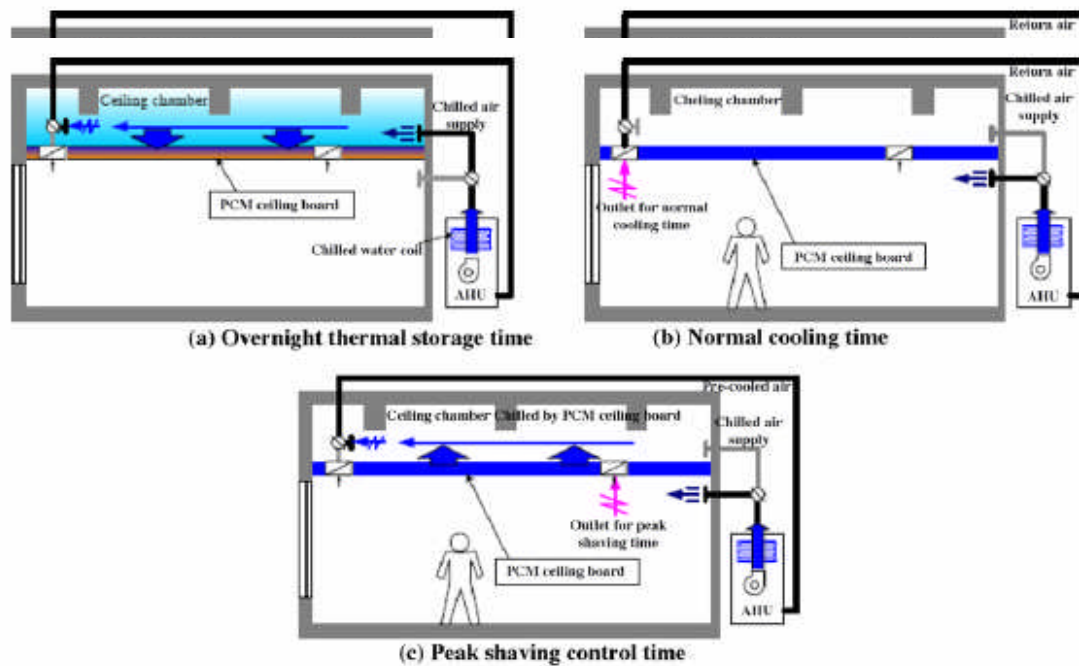 Return air
Return air
Ceiling chamber
Chilled air
supply
PCM ceiling board
Chilled water coil
AHU
(a) Overnight thermal storage time
Cheling chamber
Chilled air
supply
Outlet for normal
cooling time
PCM ceiling board
AHU
(b) Normal cooling time
Pre-cooled air
Ceiling chamber Chilled by PCM ceiling board
Chilled air
supply
Outlet for peak
shaving time
PCM ceiling board
AHU
(c) Peak shaving control time